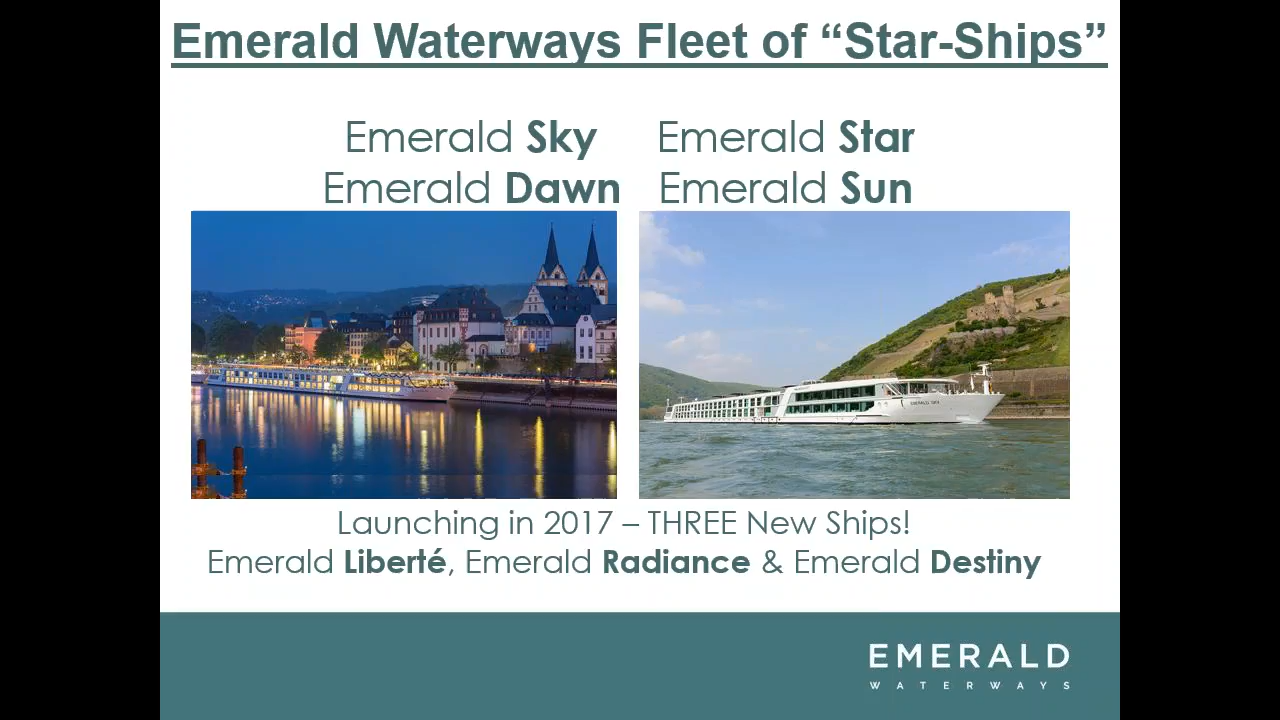 Emerald Waterways Fleet of “Star-Ships”
Emerald Sky Emerald Star
Emerald Dawn Emerald Sun
Launching in 2017 – THREE New Ships!
Emerald Liberté, Emerald Radiance & Emerald Destiny
EMERALD
WATERWAYS